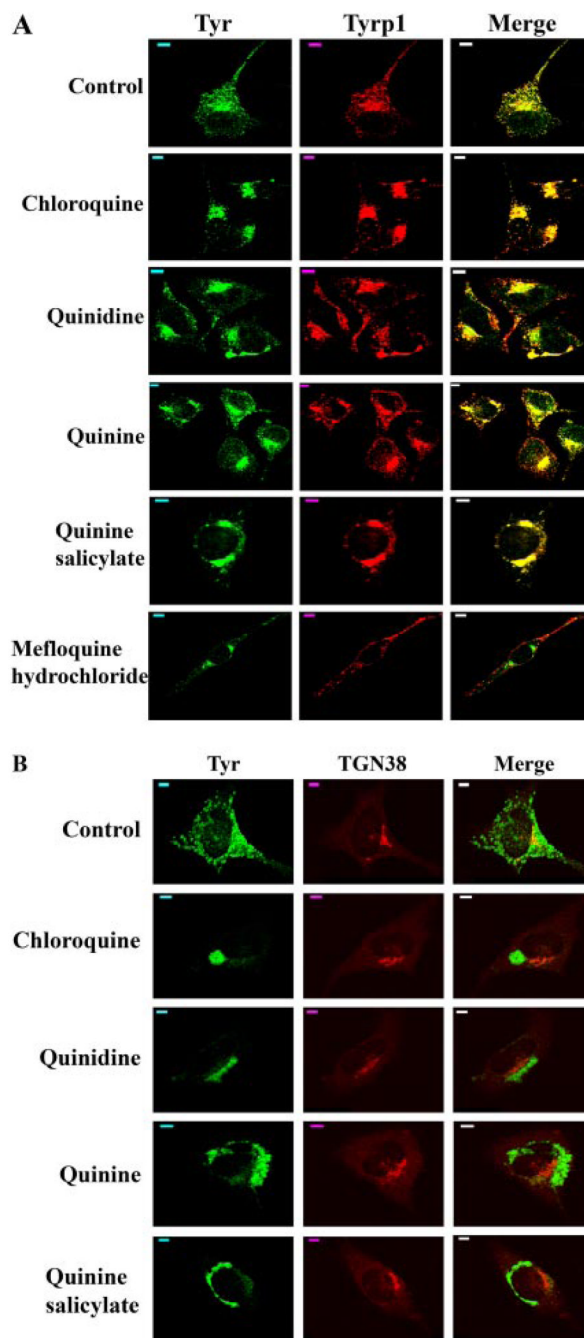 A
Tyr Tyrp1 Merge
Control
Chloroquine
Quinidine
Quinine
Quinine
salicylate
Mefloquine
hydrochloride
B
Tyr TGN38 Merge
Control
Chloroquine
Quinidine
Quinine
Quinine
salicylate